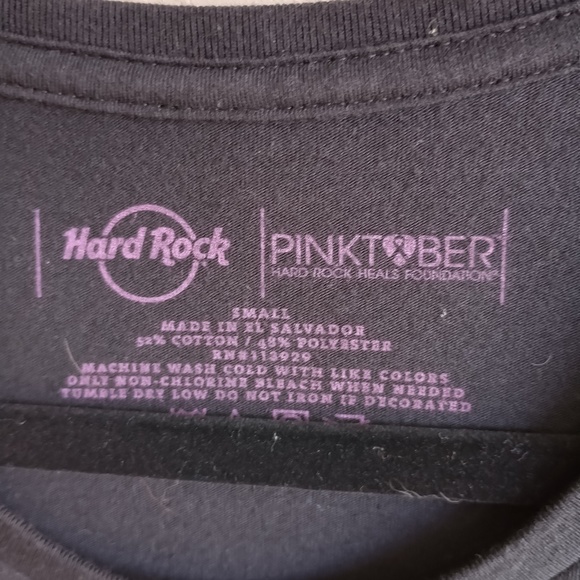 Hard Rock
PINKTOBER
HARD ROCK HEALS FOUNDATION
SMALL
MADE IN EL SALVADOR
52% COTTON / 48% POLYESTER
RN#113929
MACHINE WASH COLD WITH LIKE COLORS
ONLY NON-CHLORINE BLEACH WHEN NEEDED
TUMBLE DRY LOW DO NOT IRON IF DECORATED